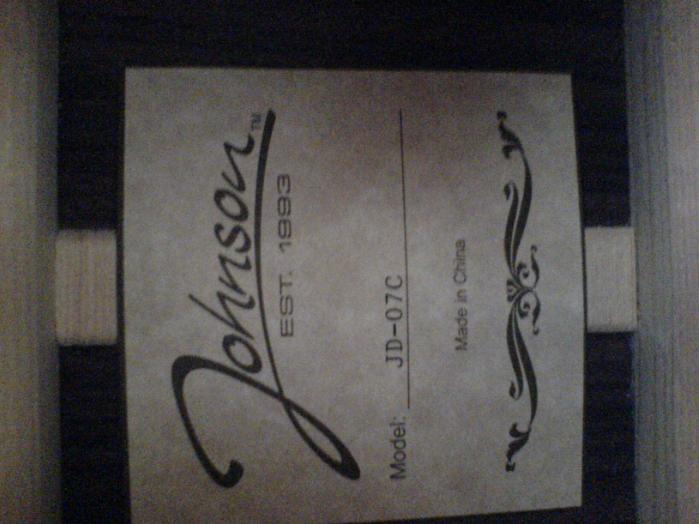 Johnson™
EST. 1993
Model: JD-07C
Made in China